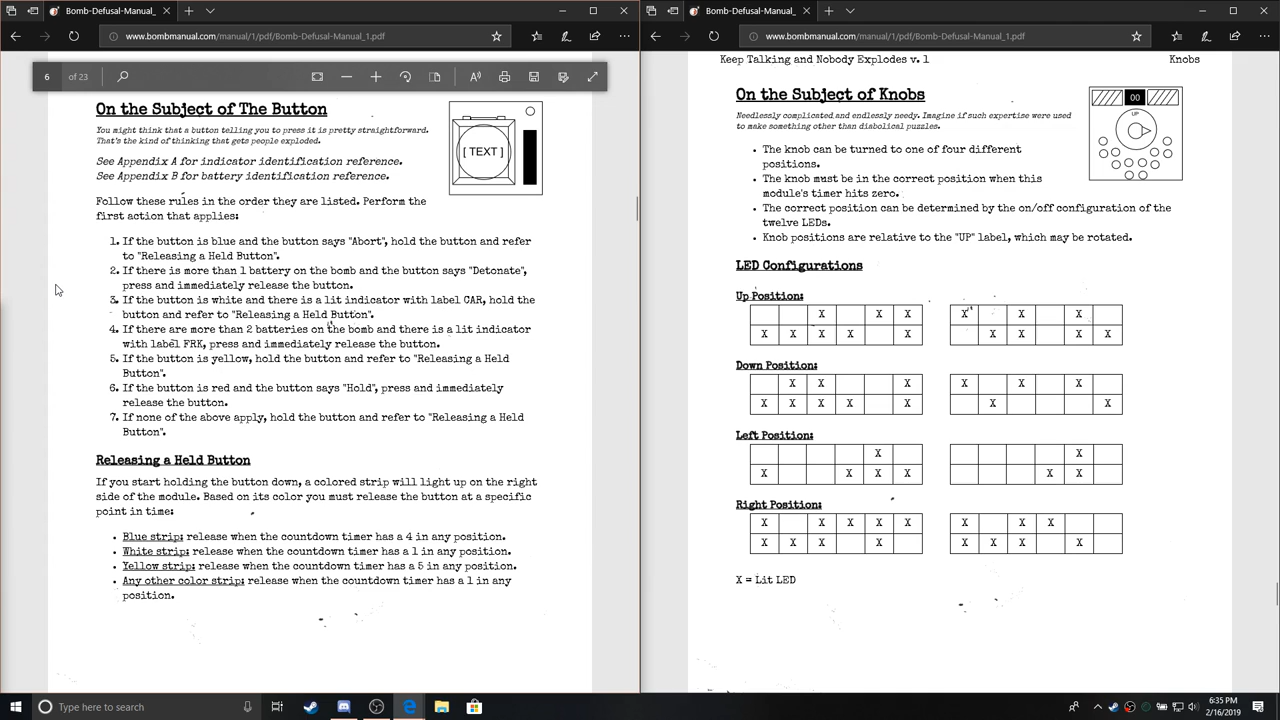 Bomb-Defusal-Manual_1.
www.bombmanual.com/manual/1/pdf/Bomb-Defusal-Manual_1.pdf
6 of 23
On the Subject of The Button
You might think that a button telling you to press it is pretty straightforward.
That's the kind of thinking that gets people exploded.
[ TEXT ]
See Appendix A for indicator identification reference.
See Appendix B for battery identification reference.
Follow these rules in the order they are listed. Perform the
first action that applies:
1. If the button is blue and the button says "Abort", hold the button and refer
to "Releasing a Held Button".
2. If there is more than 1 battery on the bomb and the button says "Detonate",
press and immediately release the button.
3. If the button is white and there is a lit indicator with label CAR, hold the
button and refer to "Releasing a Held Button".
4. If there are more than 2 batteries on the bomb and there is a lit indicator
with label FRK, press and immediately release the button.
5. If the button is yellow, hold the button and refer to "Releasing a Held
Button".
6. If the button is red and the button says "Hold", press and immediately
release the button.
7. If none of the above apply, hold the button and refer to "Releasing a Held
Button".
Releasing a Held Button
If you start holding the button down, a colored strip will light up on the right
side of the module. Based on its color you must release the button at a specific
point in time:
• Blue strip: release when the countdown timer has a 4 in any position.
• White strip: release when the countdown timer has a 1 in any position.
• Yellow strip: release when the countdown timer has a 5 in any position.
• Any other color strip: release when the countdown timer has a 1 in any
position.
Bomb-Defusal-Manual_1.
www.bombmanual.com/manual/1/pdf/Bomb-Defusal-Manual_1.pdf
Keep Talking and Nobody Explodes v. 1 Knobs
On the Subject of Knobs
Needlessly complicated and endlessly needy. Imagine if such expertise were used
to make something other than diabolical puzzles.
00
UP
• The knob can be turned to one of four different
positions.
• The knob must be in the correct position when this
module's timer hits zero.
• The correct position can be determined by the on/off configuration of the
twelve LEDs.
• Knob positions are relative to the "UP" label, which may be rotated.
LED Configurations
Up Position:
X X X X X X
X X X X X X X X
Down Position:
X X X X X X
X X X X X X X
Left Position:
X X
X X X X X X
Right Position:
X X X X X X X X
X X X X X X X X
X = Lit LED
Type here to search
6:35 PM
2/16/2019